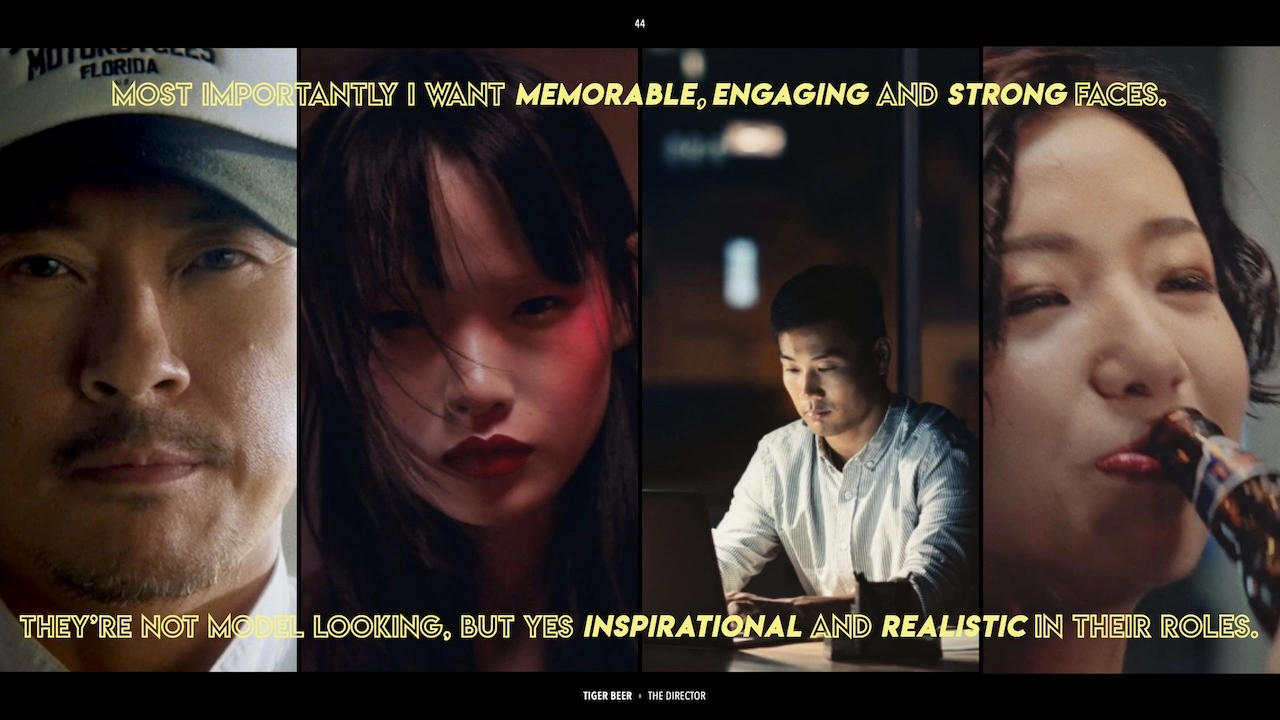 44
MOTORCYCLES
FLORIDA
MOST IMPORTANTLY I WANT MEMORABLE, ENGAGING AND STRONG FACES.
THEY'RE NOT MODEL LOOKING, BUT YES INSPIRATIONAL AND REALISTIC IN THEIR ROLES.
TIGER BEER THE DIRECTOR